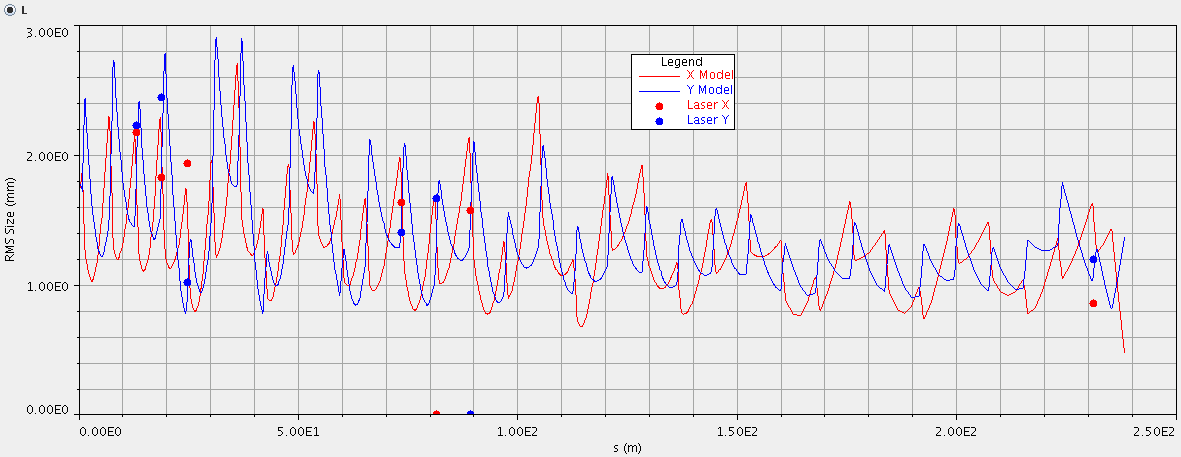 L
3.00E0
2.00E0
1.00E0
0.00E0
RMS Size (mm)
Legend
X Model
Y Model
Laser X
Laser Y
0.00E0 5.00E1 1.00E2 1.50E2 2.00E2 2.50E2
s (m)